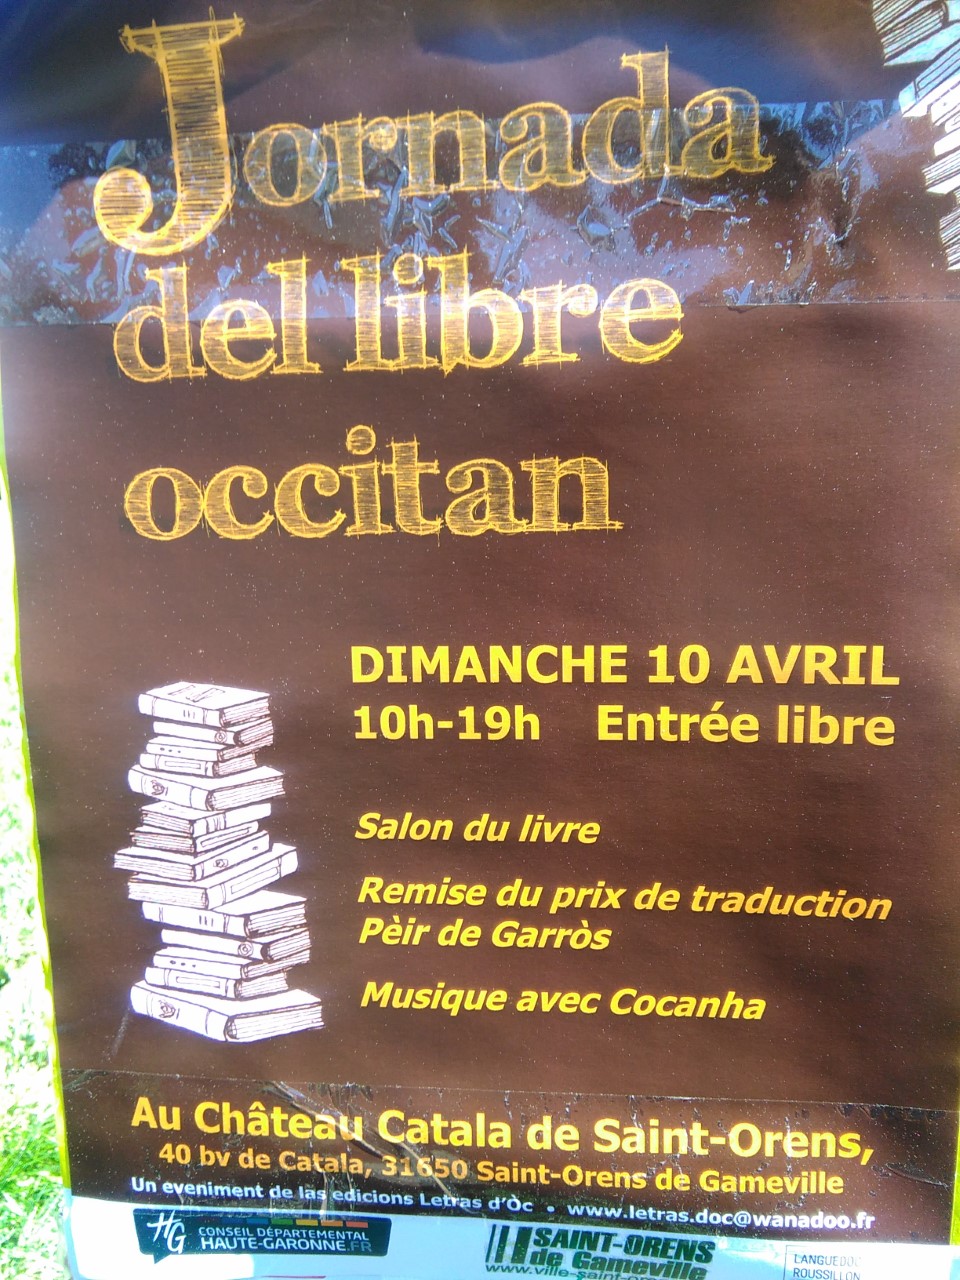 Jornada
del libre
occitan
DIMANCHE 10 AVRIL
10h-19h Entrée libre
Salon du livre
Remise du prix de traduction
Pèir de Garròs
Musique avec Cocanha
Au Château Catala de Saint-Orens,
40 bv de Catala, 31650 Saint-Orens de Gameville
Un eveniment de las edicions Letras d'Òc • www.letras.doc@wanadoo.fr
HG
CONSEIL DÉPARTEMENTAL
HAUTE-GARONNE.FR
SAINT-ORENS
de Gameville
LANGUEDOC
ROUSSILLON